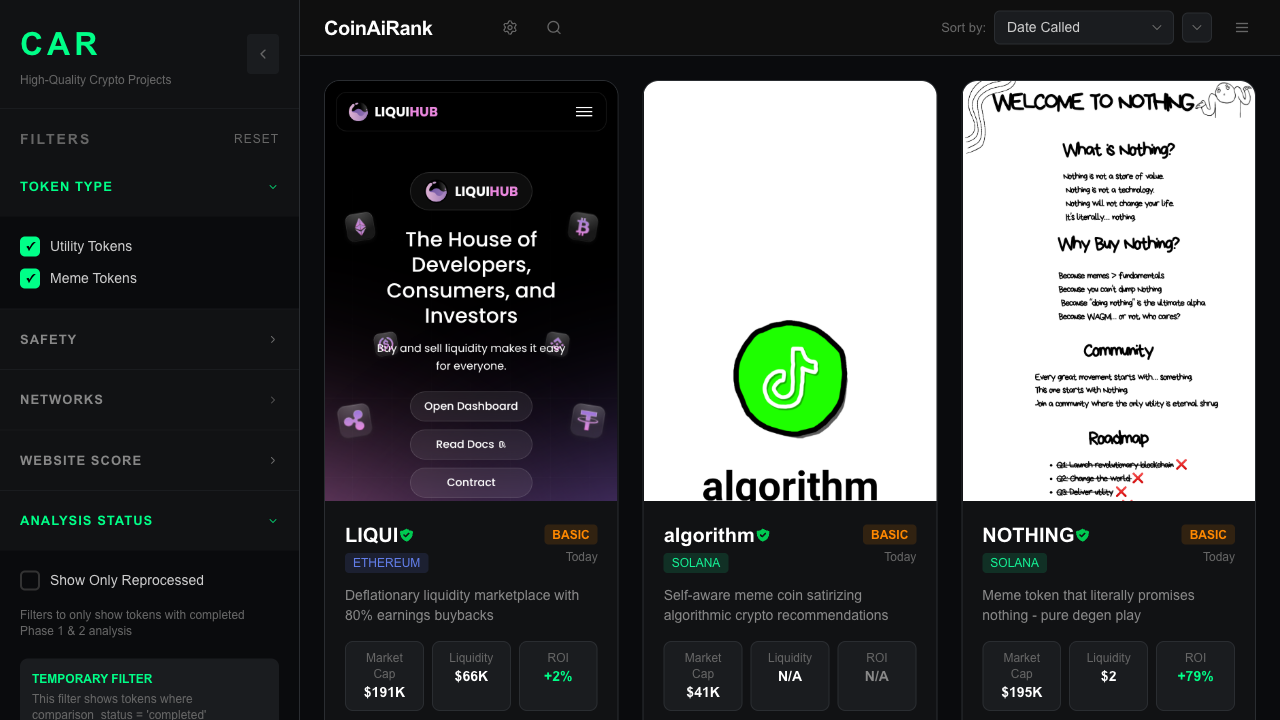 CAR
High-Quality Crypto Projects
FILTERS
RESET
TOKEN TYPE
Utility Tokens
Meme Tokens
SAFETY
NETWORKS
WEBSITE SCORE
ANALYSIS STATUS
Show Only Reprocessed
Filters to only show tokens with completed
Phase 1 & 2 analysis
TEMPORARY FILTER
This filter shows tokens where
comparison_status = 'completed'
CoinAiRank
Sort by:
Date Called
LIQUIHUB
LIQUIHUB
The House of
Developers,
Consumers, and
Investors
Buy and sell liquidity makes it easy
for everyone.
Open Dashboard
Read Docs
Contract
LIQUI
BASIC
ETHEREUM
Today
Deflationary liquidity marketplace with
80% earnings buybacks
Market
Cap
$191K
Liquidity
$66K
ROI
+2%
algorithm
algorithm
BASIC
SOLANA
Today
Self-aware meme coin satirizing
algorithmic crypto recommendations
Market
Cap
$41K
Liquidity
N/A
ROI
N/A
WELCOME TO NOTHING
What is Nothing?
Nothing is not a store of value.
Nothing is not a technology.
Nothing will not change your life.
It's literally... nothing.
Why Buy Nothing?
Because memes > fundamentals
Because you can't dump Nothing
Because "doing nothing" is the ultimate alpha.
Because WAGMI... or not, who cares?
Community
Every great movement starts with... something.
This one starts with Nothing.
Join a community where the only utility is eternal shrug
Roadmap
• Q1: Launch revolutionary blockchain ❌
• Q2: Change the world ❌
• Q3: Deliver utility ❌
NOTHING
BASIC
SOLANA
Today
Meme token that literally promises
nothing - pure degen play
Market
Cap
$195K
Liquidity
$2
ROI
+79%